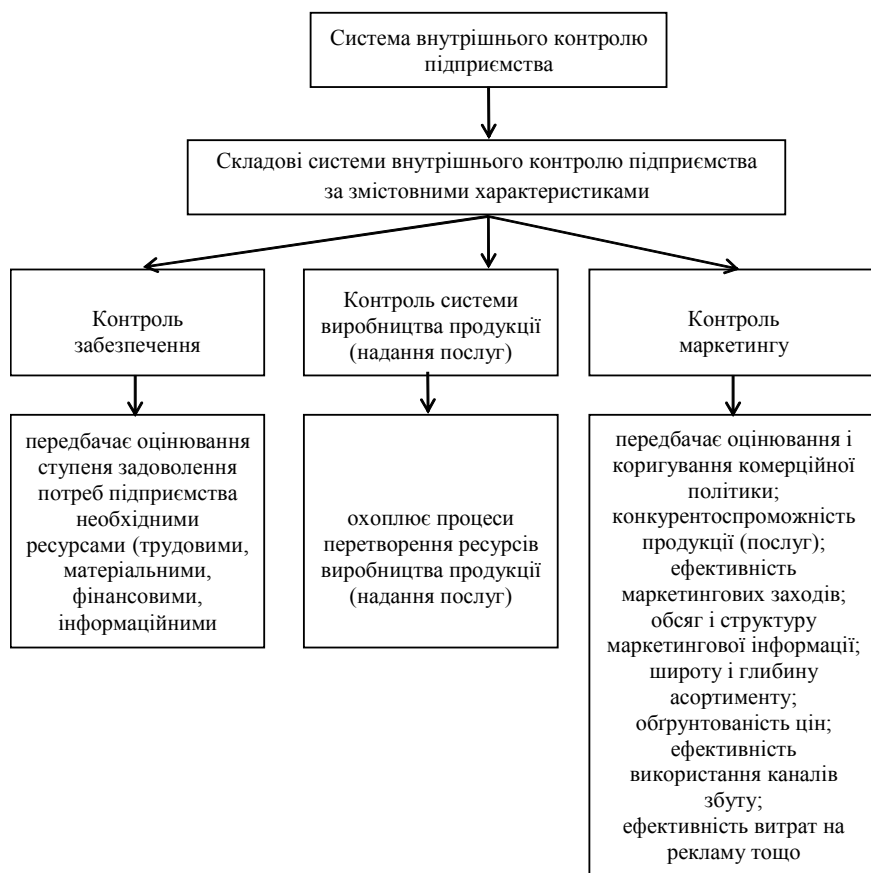 Система внутрішнього контролю
підприємства
Складові системи внутрішнього контролю підприємства
за змістовними характеристиками
Контроль
забезпечення
Контроль системи
виробництва продукції
(надання послуг)
Контроль
маркетингу
передбачає оцінювання
ступеня задоволення
потреб підприємства
необхідними
ресурсами (трудовими,
матеріальними,
фінансовими,
інформаційними
охоплює процеси
перетворення ресурсів
виробництва продукції
(надання послуг)
передбачає оцінювання і
коригування комерційної
політики;
конкурентоспроможність
продукції (послуг);
ефективність
маркетингових заходів;
обсяг і структуру
маркетингової інформації;
широту і глибину
асортименту;
обґрунтованість цін;
ефективність
використання каналів
збуту;
ефективність витрат на
рекламу тощо